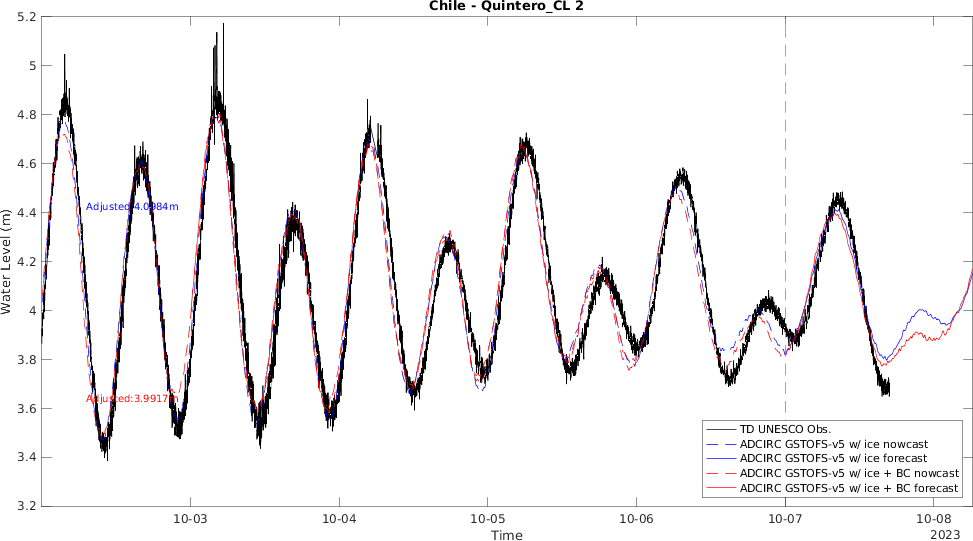 Chile - Quintero_CL 2
5.2
5
4.8
4.6
4.4
4.2
4
3.8
3.6
3.4
3.2
Water Level (m)
Adjusted:4.0984m
Adjusted:3.9917m
TD UNESCO Obs.
ADCIRC GSTOFS-v5 w/ ice nowcast
ADCIRC GSTOFS-v5 w/ ice forecast
ADCIRC GSTOFS-v5 w/ ice + BC nowcast
ADCIRC GSTOFS-v5 w/ ice + BC forecast
10-03 10-04 10-05 10-06 10-07 10-08
Time
2023